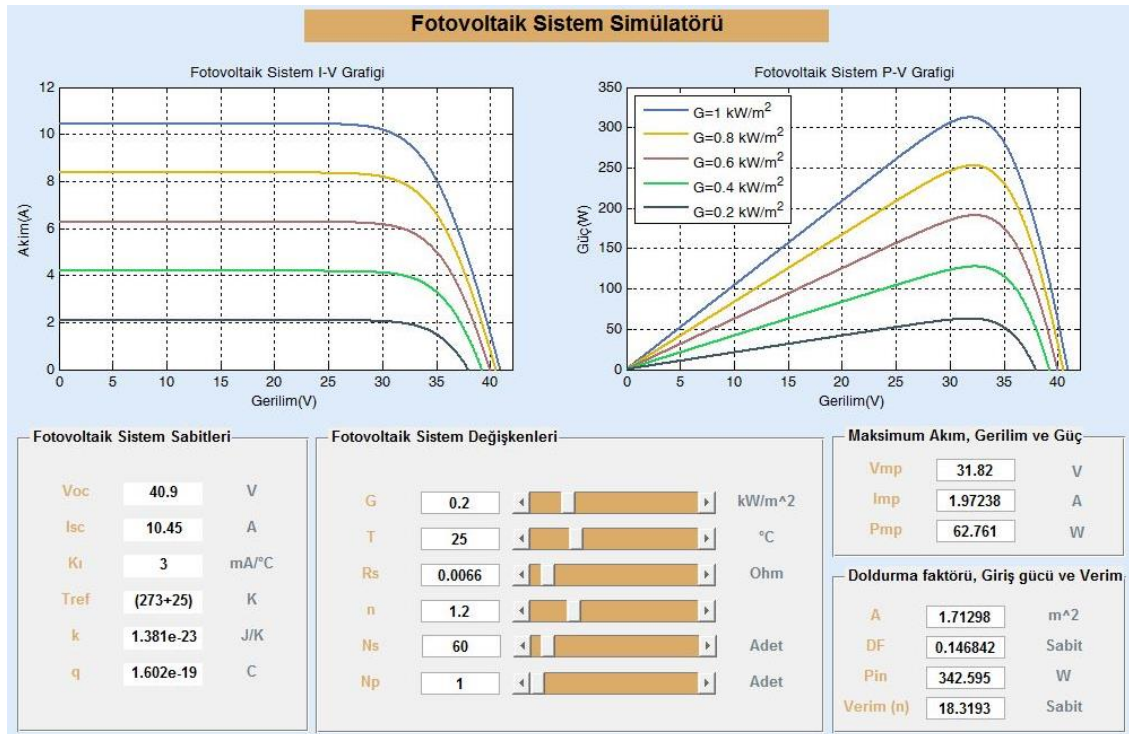 Fotovoltaik Sistem Simülatörü
Fotovoltaik Sistem I-V Grafigi
12
10
8
6
4
2
0
Akim(A)
0 5 10 15 20 25 30 35 40
Gerilim(V)
Fotovoltaik Sistem P-V Grafigi
350
300
250
200
150
100
50
0
Güç(W)
G=1 kW/m²
G=0.8 kW/m²
G=0.6 kW/m²
G=0.4 kW/m²
G=0.2 kW/m²
0 5 10 15 20 25 30 35 40
Gerilim(V)
Fotovoltaik Sistem Sabitleri
Voc 40.9 V
Isc 10.45 A
Kı 3 mA/°C
Tref (273+25) K
k 1.381e-23 J/K
q 1.602e-19 C
Fotovoltaik Sistem Değişkenleri
G 0.2 kW/m^2
T 25 °C
Rs 0.0066 Ohm
n 1.2
Ns 60 Adet
Np 1 Adet
Maksimum Akım, Gerilim ve Güç
Vmp 31.82 V
Imp 1.97238 A
Pmp 62.761 W
Doldurma faktörü, Giriş gücü ve Verim
A 1.71298 m^2
DF 0.146842 Sabit
Pin 342.595 W
Verim (n) 18.3193 Sabit